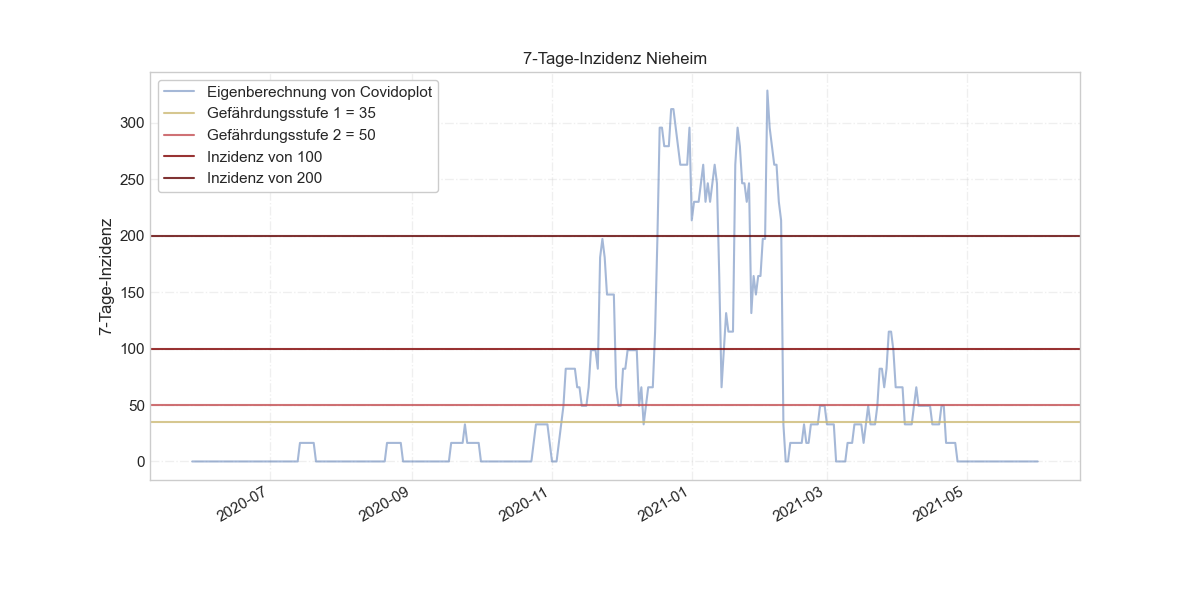 7-Tage-Inzidenz Nieheim
Eigenberechnung von Covidoplot
Gefährdungsstufe 1 = 35
Gefährdungsstufe 2 = 50
Inzidenz von 100
Inzidenz von 200
7-Tage-Inzidenz
300
250
200
150
100
50
0
2020-07
2020-09
2020-11
2021-01
2021-03
2021-05